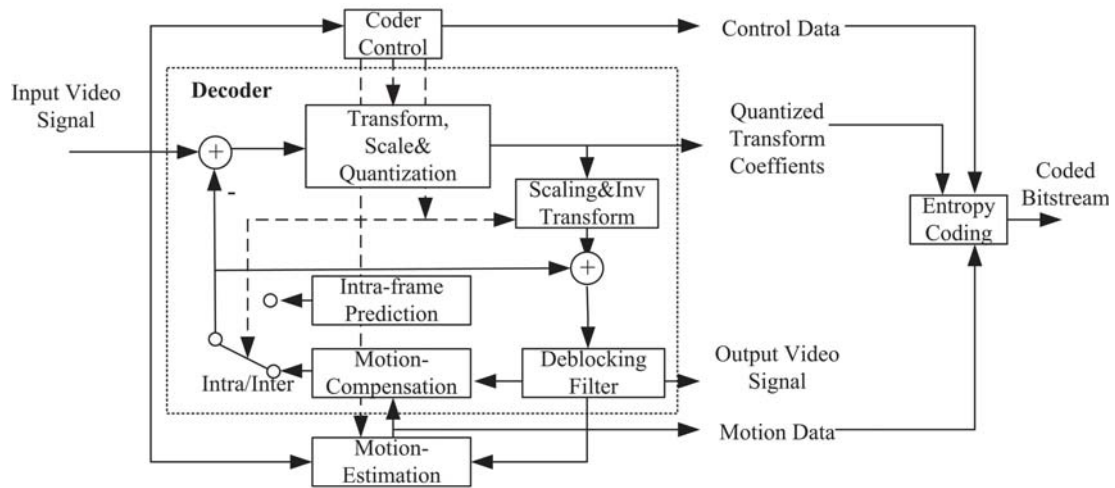 Coder
Control
Control Data
Input Video
Signal
Decoder
Transform,
Scale&
Quantization
Quantized
Transform
Coeffients
+
-
Scaling&Inv
Transform
Coded
Bitstream
Entropy
Coding
+
Intra-frame
Prediction
Intra/Inter
Motion-
Compensation
Deblocking
Filter
Output Video
Signal
Motion Data
Motion-
Estimation